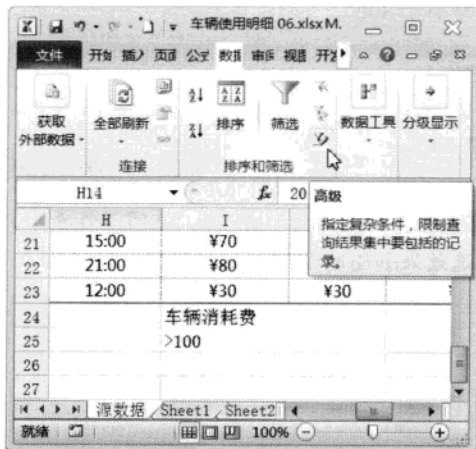 车辆使用明细 06.xlsx M.
文件 开始 插入 页面 公式 数据 审阅 视图 开发
获取
外部数据
全部刷新
连接
排序
筛选
排序和筛选
数据工具
分级显示
H14
fx 20
高级
指定复杂条件，限制查
询结果集中要包括的记
录。
H I
21 15:00 ¥70
22 21:00 ¥80
23 12:00 ¥30 ¥30
24 车辆消耗费
25 >100
26
27
源数据 Sheet1 Sheet2
就绪 100%